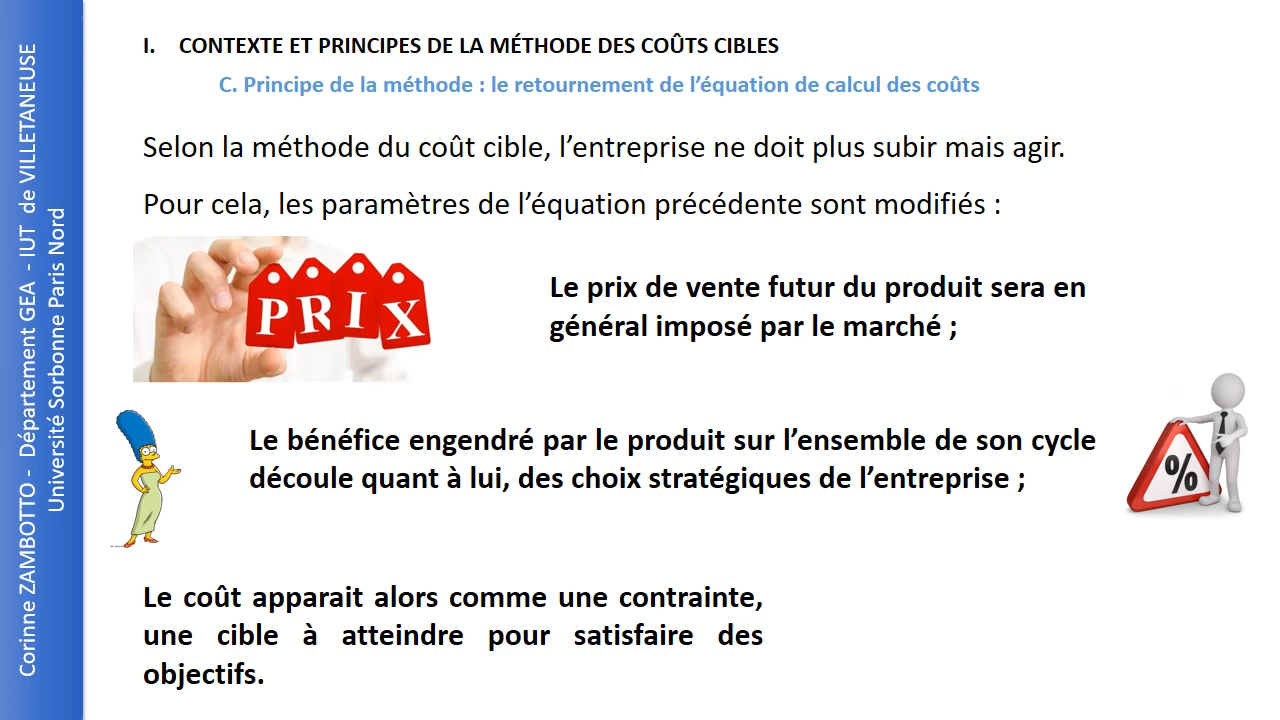 I. CONTEXTE ET PRINCIPES DE LA MÉTHODE DES COÛTS CIBLES
C. Principe de la méthode : le retournement de l’équation de calcul des coûts
Selon la méthode du coût cible, l’entreprise ne doit plus subir mais agir.
Pour cela, les paramètres de l’équation précédente sont modifiés :
PRIX
Le prix de vente futur du produit sera en
général imposé par le marché ;
Le bénéfice engendré par le produit sur l’ensemble de son cycle
découle quant à lui, des choix stratégiques de l’entreprise ;
%
Le coût apparait alors comme une contrainte,
une cible à atteindre pour satisfaire des
objectifs.
Corinne ZAMBOTTO - Département GEA - IUT de VILLETANEUSE
Université Sorbonne Paris Nord